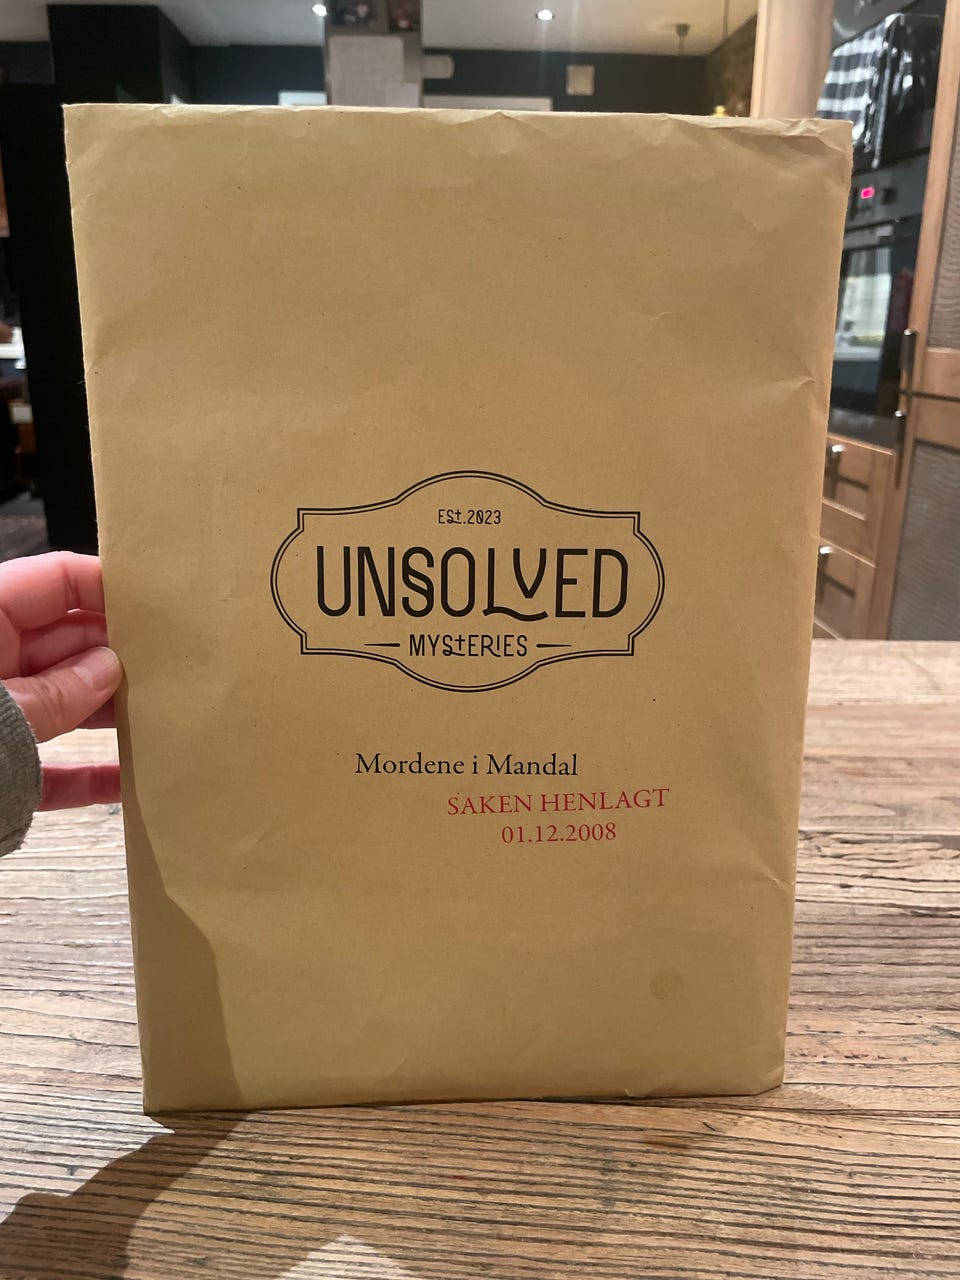 ESt.2023
UNSOLVED
MYStERIES
Mordene i Mandal
SAKEN HENLAGT
01.12.2008